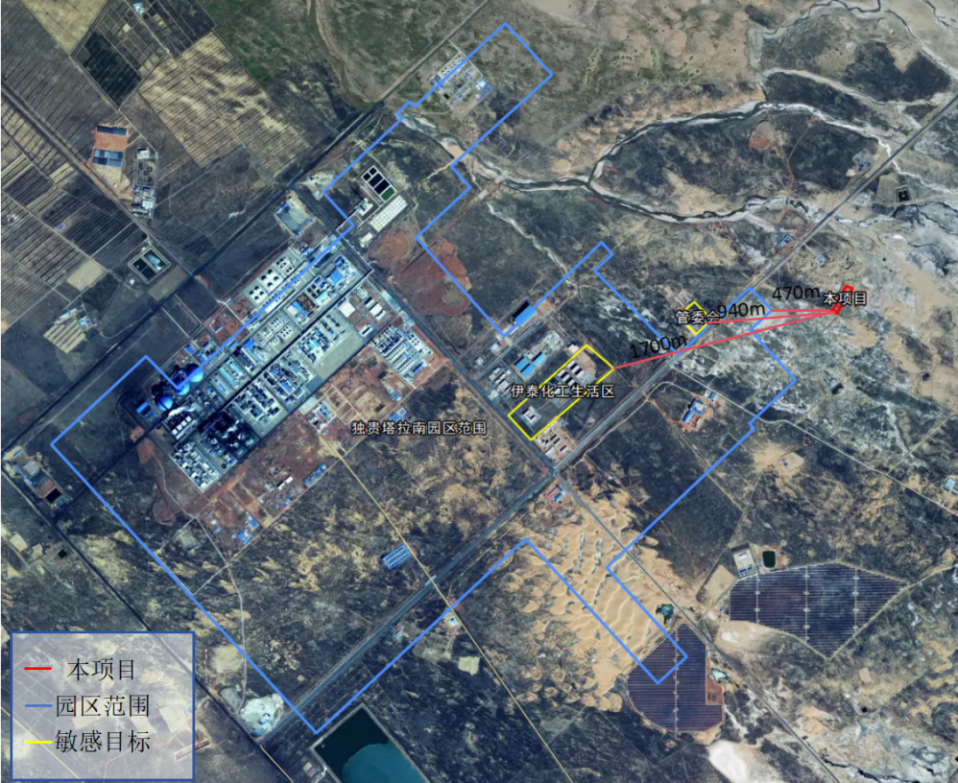 470m
本项目
管委会
940m
1700m
伊泰化工生活区
独贵塔拉南园区范围
本项目
园区范围
敏感目标